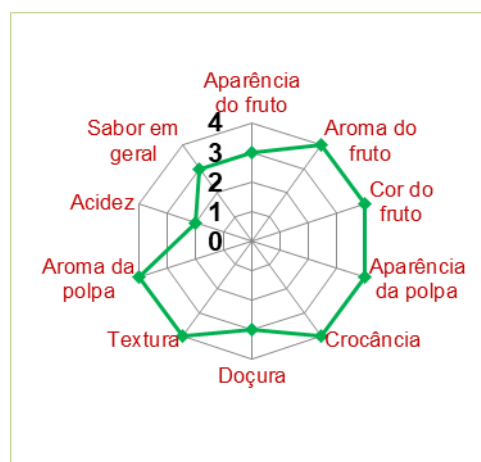 Aparência
do fruto
Aroma do
fruto
Cor do
fruto
Aparência
da polpa
Crocância
Doçura
Textura
Aroma da
polpa
Acidez
Sabor em
geral
4
3
2
1
0